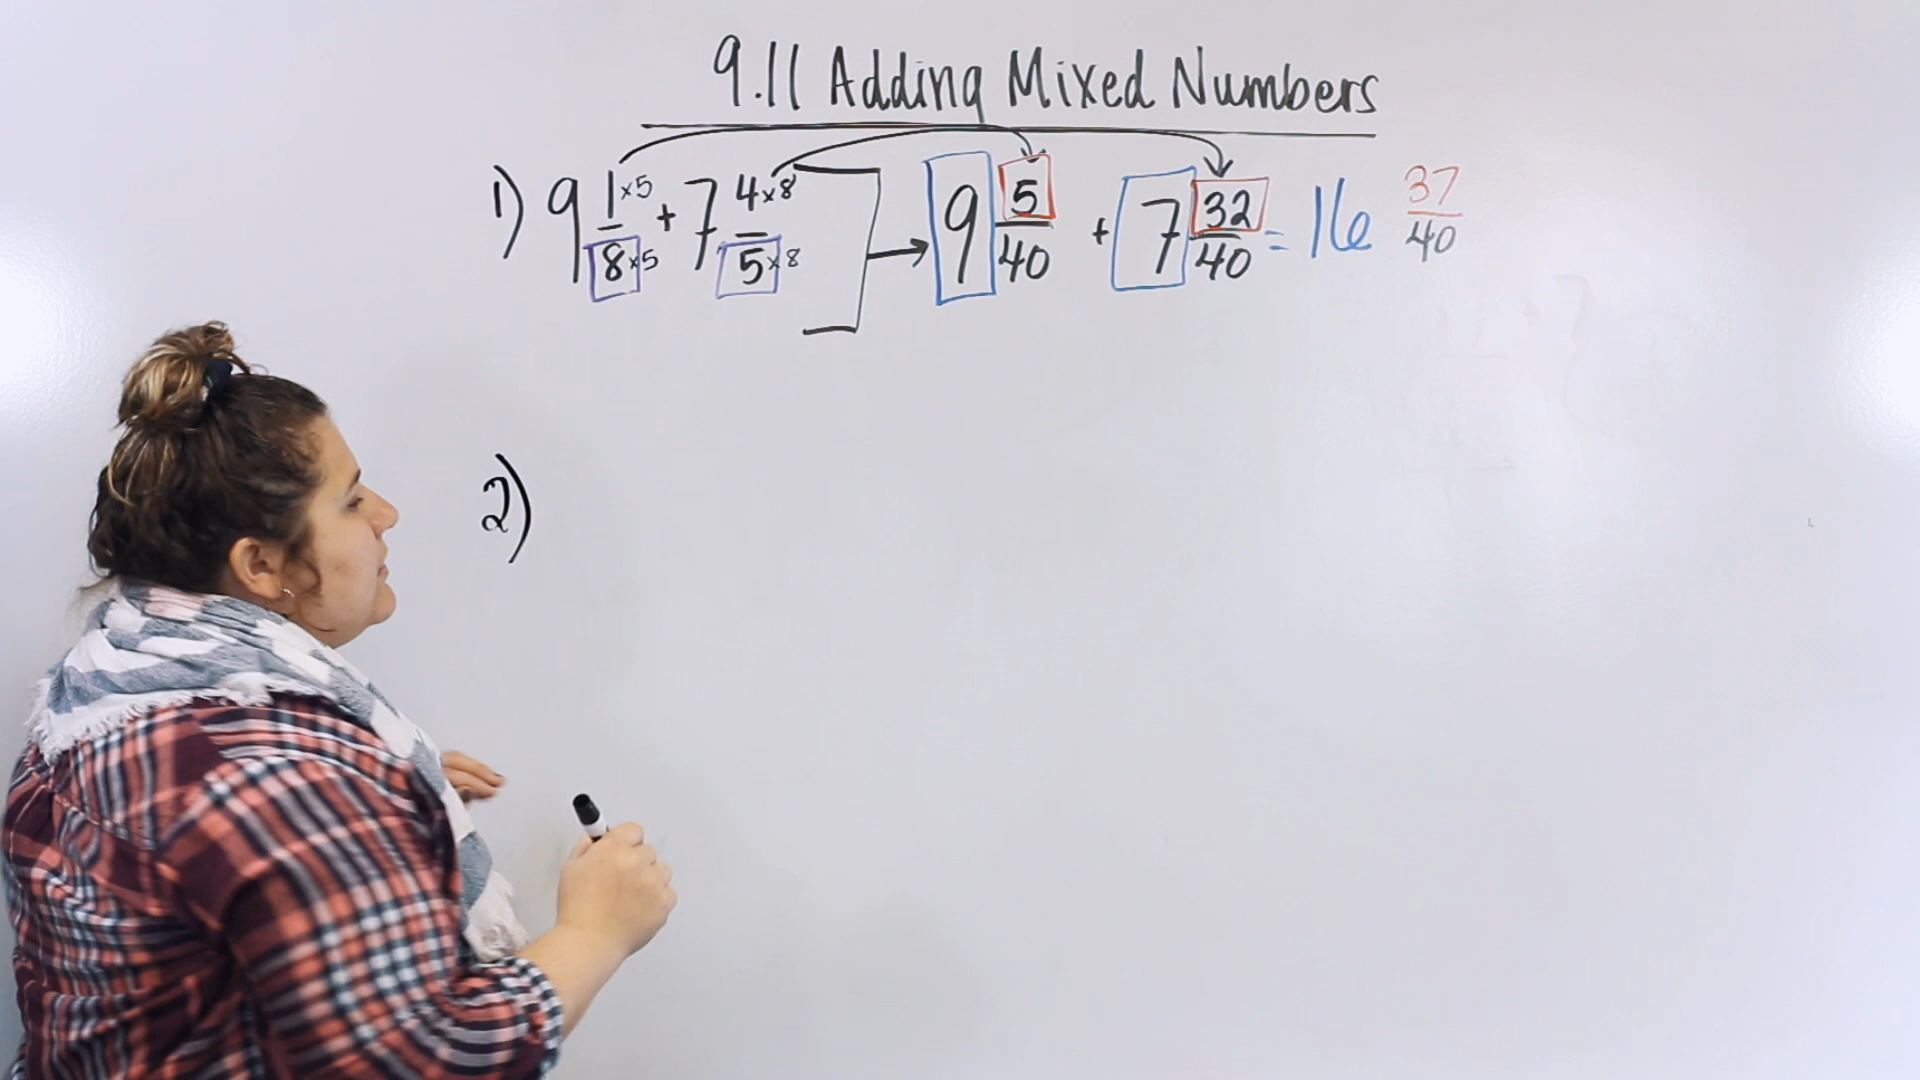 9.11 Adding Mixed Numbers
1) 9 1×5/8×5 + 7 4×8/5×8 → 9 5/40 + 7 32/40 = 16 37/40
2)